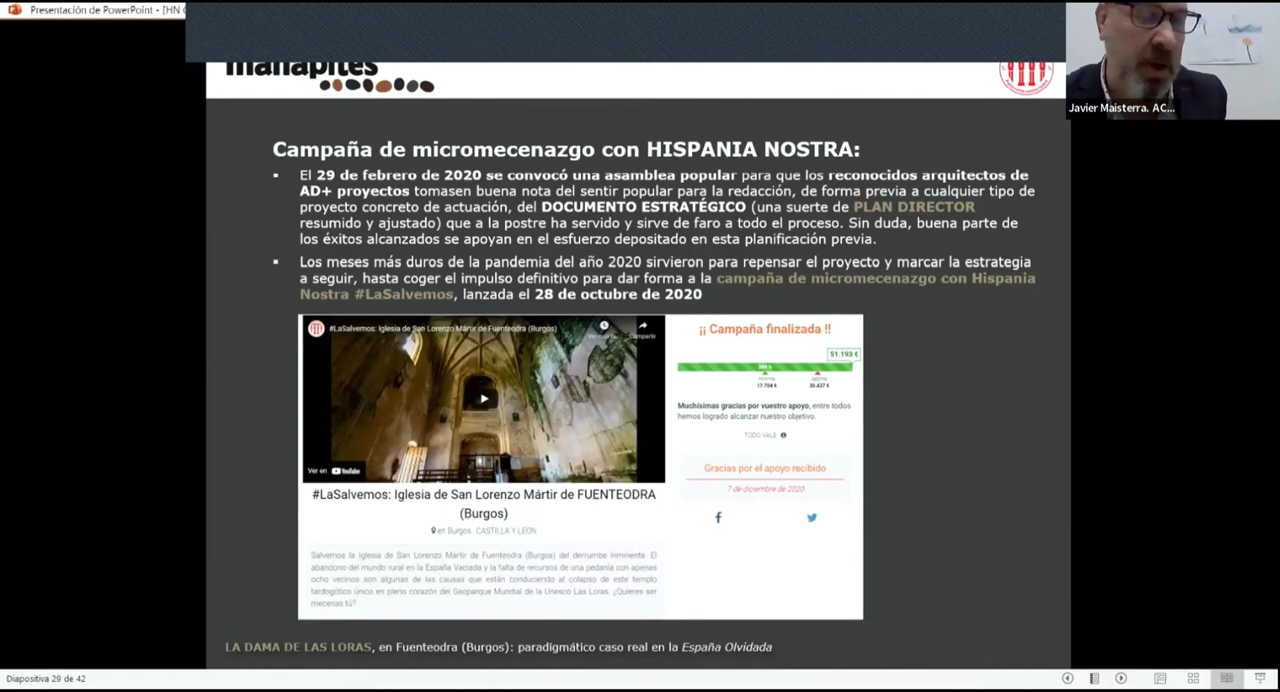 Presentación de PowerPoint - [HN
manapites
Javier Maisterra. AC...
Campaña de micromecenazgo con HISPANIA NOSTRA:
▪ El 29 de febrero de 2020 se convocó una asamblea popular para que los reconocidos arquitectos de
AD+ proyectos tomasen buena nota del sentir popular para la redacción, de forma previa a cualquier tipo de
proyecto concreto de actuación, del DOCUMENTO ESTRATÉGICO (una suerte de PLAN DIRECTOR
resumido y ajustado) que a la postre ha servido y sirve de faro a todo el proceso. Sin duda, buena parte de
los éxitos alcanzados se apoyan en el esfuerzo depositado en esta planificación previa.
▪ Los meses más duros de la pandemia del año 2020 sirvieron para repensar el proyecto y marcar la estrategia
a seguir, hasta coger el impulso definitivo para dar forma a la campaña de micromecenazgo con Hispania
Nostra #LaSalvemos, lanzada el 28 de octubre de 2020
#LaSalvemos: Iglesia de San Lorenzo Mártir de Fuenteodra (Burgos)
Compartir
Ver en YouTube
#LaSalvemos: Iglesia de San Lorenzo Mártir de FUENTEODRA
(Burgos)
en Burgos . CASTILLA Y LEON
Salvemos la Iglesia de San Lorenzo Mártir de Fuenteodra (Burgos) del derrumbe inminente. El
abandono del mundo rural en la España Vaciada y la falta de recursos de una pedanía con apenas
ocho vecinos son algunas de las causas que están conduciendo al colapso de este templo
tardogótico único en pleno corazón del Geoparque Mundial de la Unesco Las Loras. ¿Quieres ser
mecenas tú?
¡¡ Campaña finalizada !!
51.193 €
17.704 €
30.437 €
Muchísimas gracias por vuestro apoyo, entre todos
hemos logrado alcanzar nuestro objetivo.
TODO VALE
Gracias por el apoyo recibido
7 de diciembre de 2020
LA DAMA DE LAS LORAS, en Fuenteodra (Burgos): paradigmático caso real en la España Olvidada
Diapositiva 29 de 42